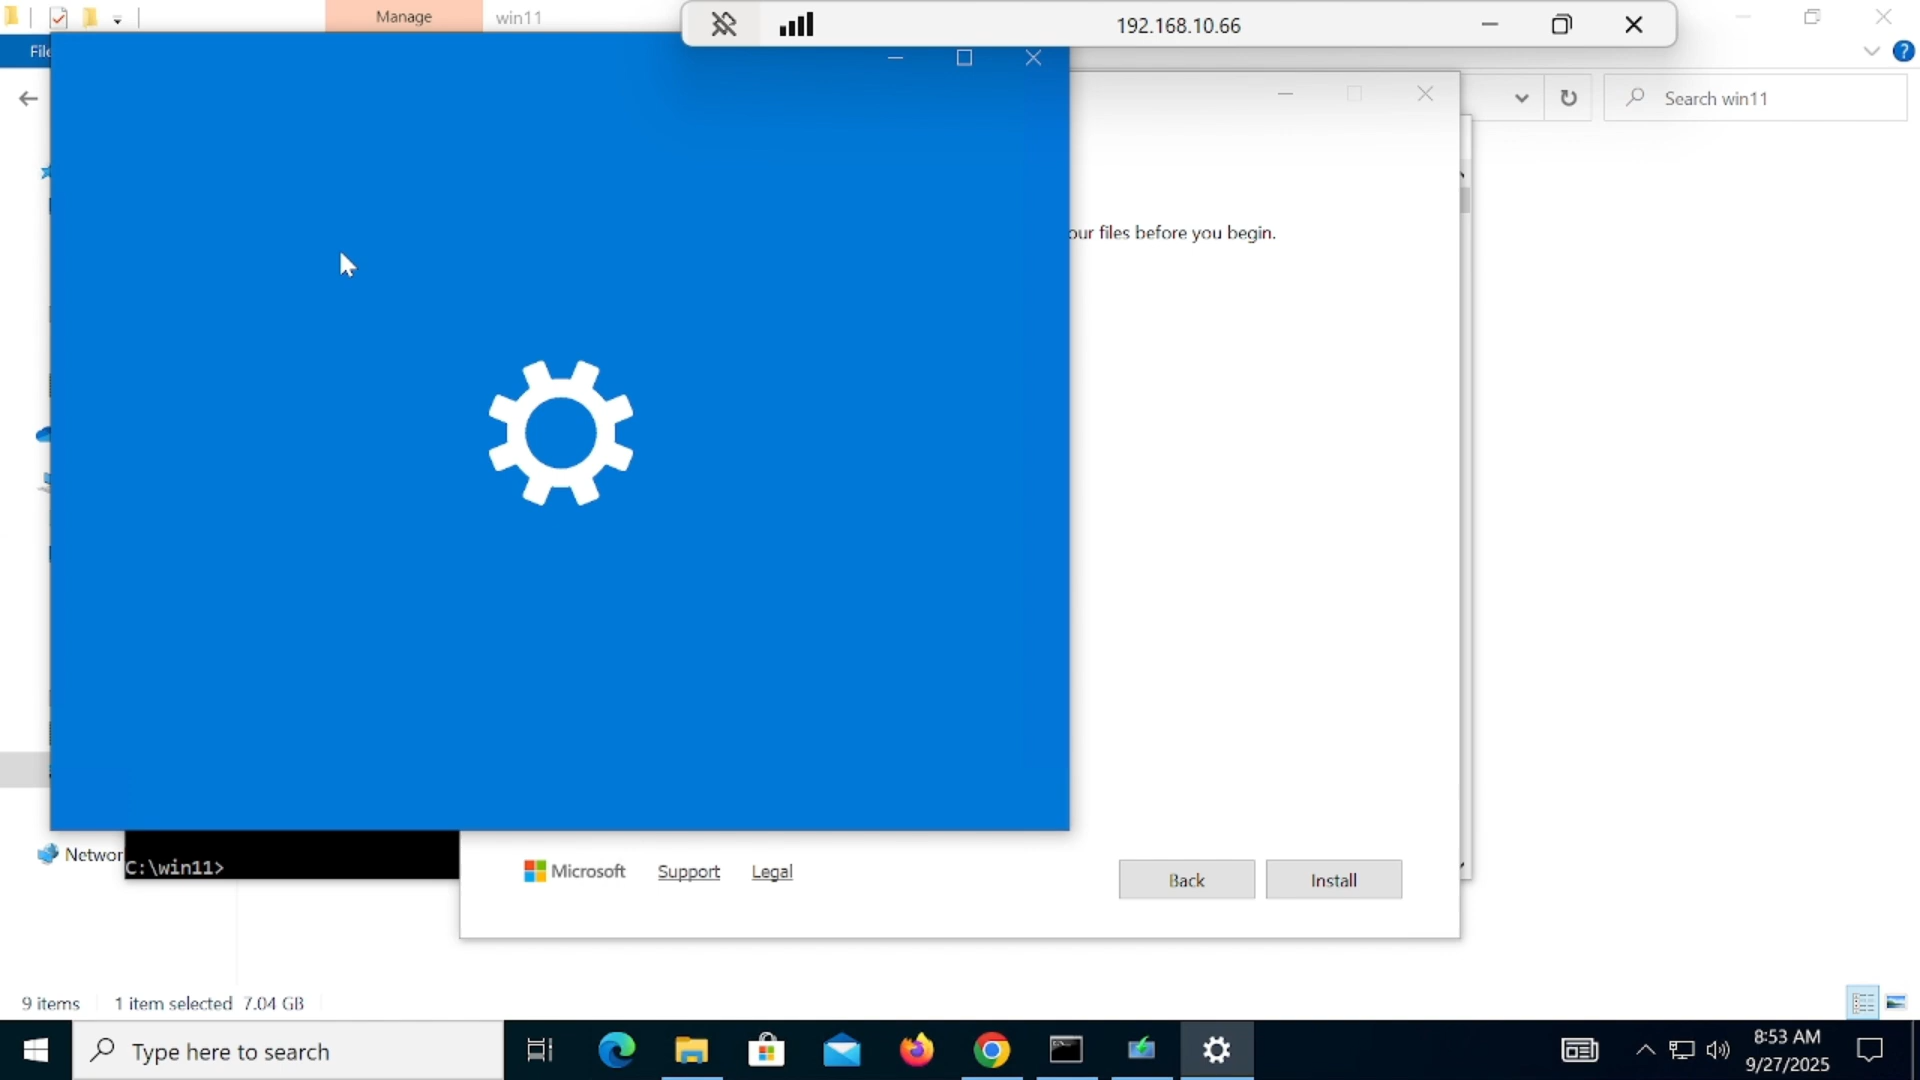 Manage
win11
192.168.10.66
File
Search win11
our files before you begin.
Network
C:\win11>
Microsoft
Support
Legal
Back
Install
9 items
1 item selected 7.04 GB
Type here to search
8:53 AM
9/27/2025